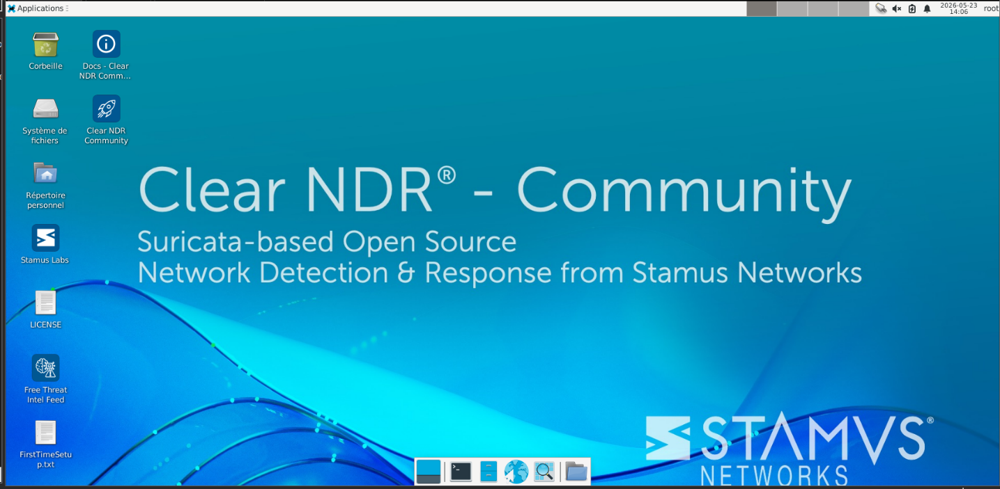 Applications
2026-05-23
14:06
root
Corbeille
Docs - Clear
NDR Comm...
Système de
fichiers
Clear NDR
Community
Répertoire
personnel
Clear NDR® - Community
Suricata-based Open Source
Network Detection & Response from Stamus Networks
Stamus Labs
LICENSE
Free Threat
Intel Feed
FirstTimeSetu
p.txt
STAMVS®
NETWORKS